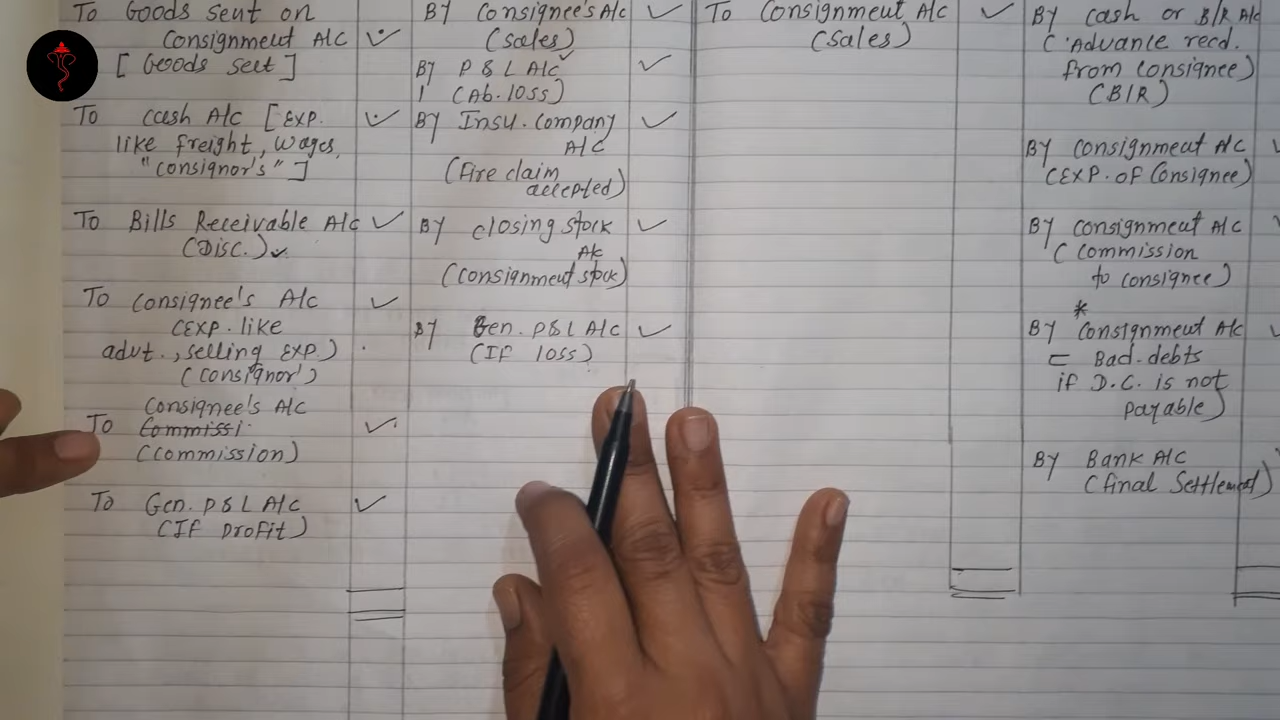 To Goods sent on
Consignment A/C
[Goods sent]
To cash A/C [Exp.
like freight, wages,
"consignor's"]
To Bills Receivable A/C
(Disc.)
To Consignee's A/C
(Exp. like
advt., selling Exp.)
(Consignor)
Consignee's A/C
To Commissi
(Commission)
To Gen. P & L A/C
(If profit)
By Consignee's A/C
(Sales)
By P & L A/C
(Ab. loss)
By Insu. Company
A/C
(Fire claim
accepted)
By closing stock
A/c
(Consignment stock)
By Gen. P&L A/C
(If loss)
To Consignment A/C
(Sales)
By cash or B/R A/C
(Advance recd.
from Consignee)
(B/R)
By consignment A/C
(Exp. of Consignee)
By consignment A/C
(Commission
to consignee)
*
By Consignment A/C
[ Bad debts
if D.C. is not
payable)
By Bank A/C
(final Settlement)